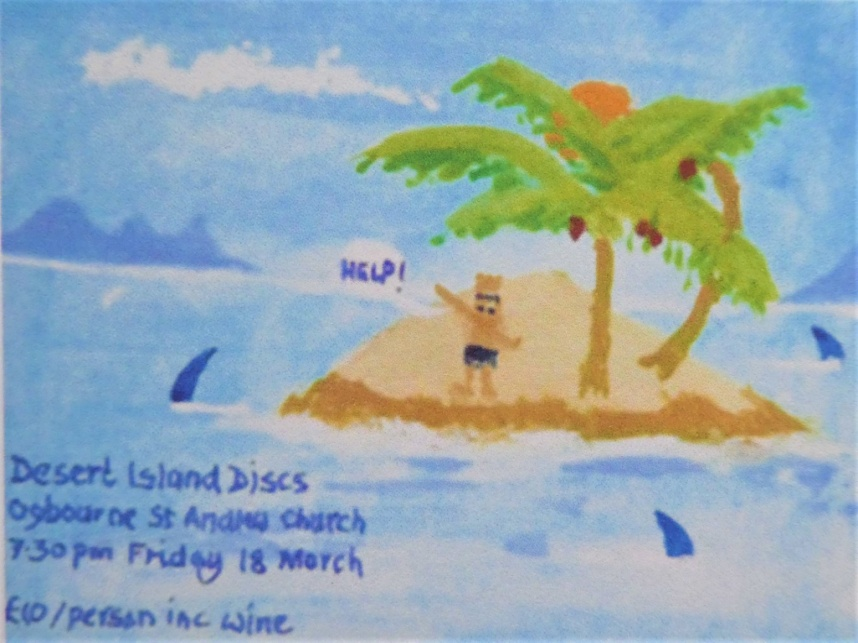 HELP!
Desert Island Discs
Ogbourne St Andrew Church
7.30 pm Friday 18 March
£10/person inc wine